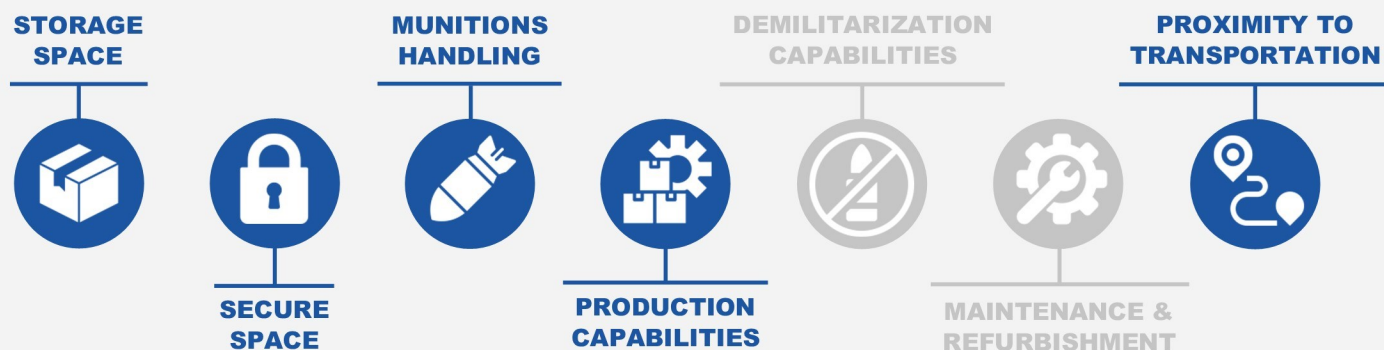 STORAGE
SPACE
SECURE
SPACE
MUNITIONS
HANDLING
PRODUCTION
CAPABILITIES
DEMILITARIZATION
CAPABILITIES
MAINTENANCE &
REFURBISHMENT
PROXIMITY TO
TRANSPORTATION